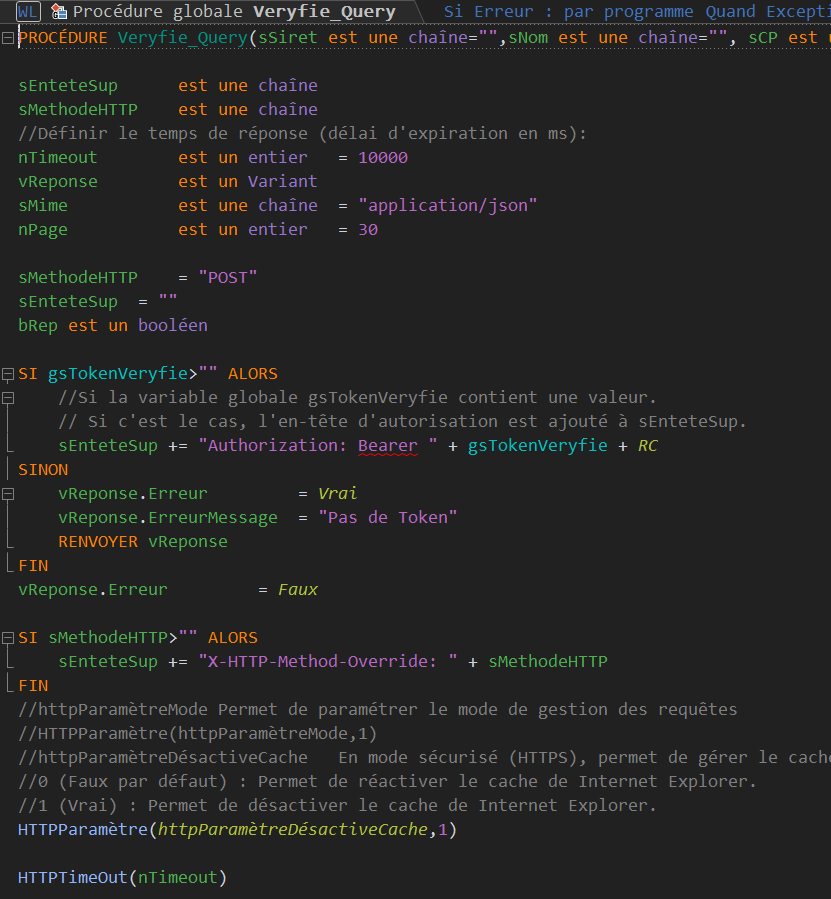 WL Procédure globale Veryfie_Query Si Erreur : par programme Quand Excepti
PROCÉDURE Veryfie_Query(sSiret est une chaîne="",sNom est une chaîne="", sCP est
sEnteteSup est une chaîne
sMethodeHTTP est une chaîne
//Définir le temps de réponse (délai d'expiration en ms):
nTimeout est un entier = 10000
vReponse est un Variant
sMime est une chaîne = "application/json"
nPage est un entier = 30
sMethodeHTTP = "POST"
sEnteteSup = ""
bRep est un booléen
SI gsTokenVeryfie>"" ALORS
//Si la variable globale gsTokenVeryfie contient une valeur.
// Si c'est le cas, l'en-tête d'autorisation est ajouté à sEnteteSup.
sEnteteSup += "Authorization: Bearer " + gsTokenVeryfie + RC
SINON
vReponse.Erreur = Vrai
vReponse.ErreurMessage = "Pas de Token"
RENVOYER vReponse
FIN
vReponse.Erreur = Faux
SI sMethodeHTTP>"" ALORS
sEnteteSup += "X-HTTP-Method-Override: " + sMethodeHTTP
FIN
//httpParamètreMode Permet de paramétrer le mode de gestion des requêtes
//HTTPParamètre(httpParamètreMode,1)
//httpParamètreDésactiveCache En mode sécurisé (HTTPS), permet de gérer le cache
//0 (Faux par défaut) : Permet de réactiver le cache de Internet Explorer.
//1 (Vrai) : Permet de désactiver le cache de Internet Explorer.
HTTPParamètre(httpParamètreDésactiveCache,1)
HTTPTimeOut(nTimeout)